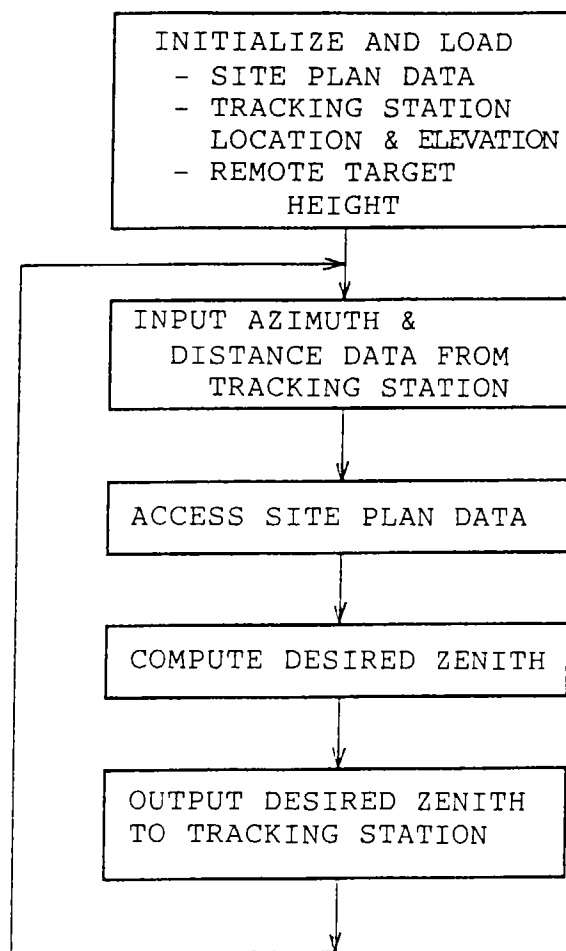 INITIALIZE AND LOAD
- SITE PLAN DATA
- TRACKING STATION
LOCATION & ELEVATION
- REMOTE TARGET
HEIGHT
INPUT AZIMUTH &
DISTANCE DATA FROM
TRACKING STATION
ACCESS SITE PLAN DATA
COMPUTE DESIRED ZENITH
OUTPUT DESIRED ZENITH
TO TRACKING STATION